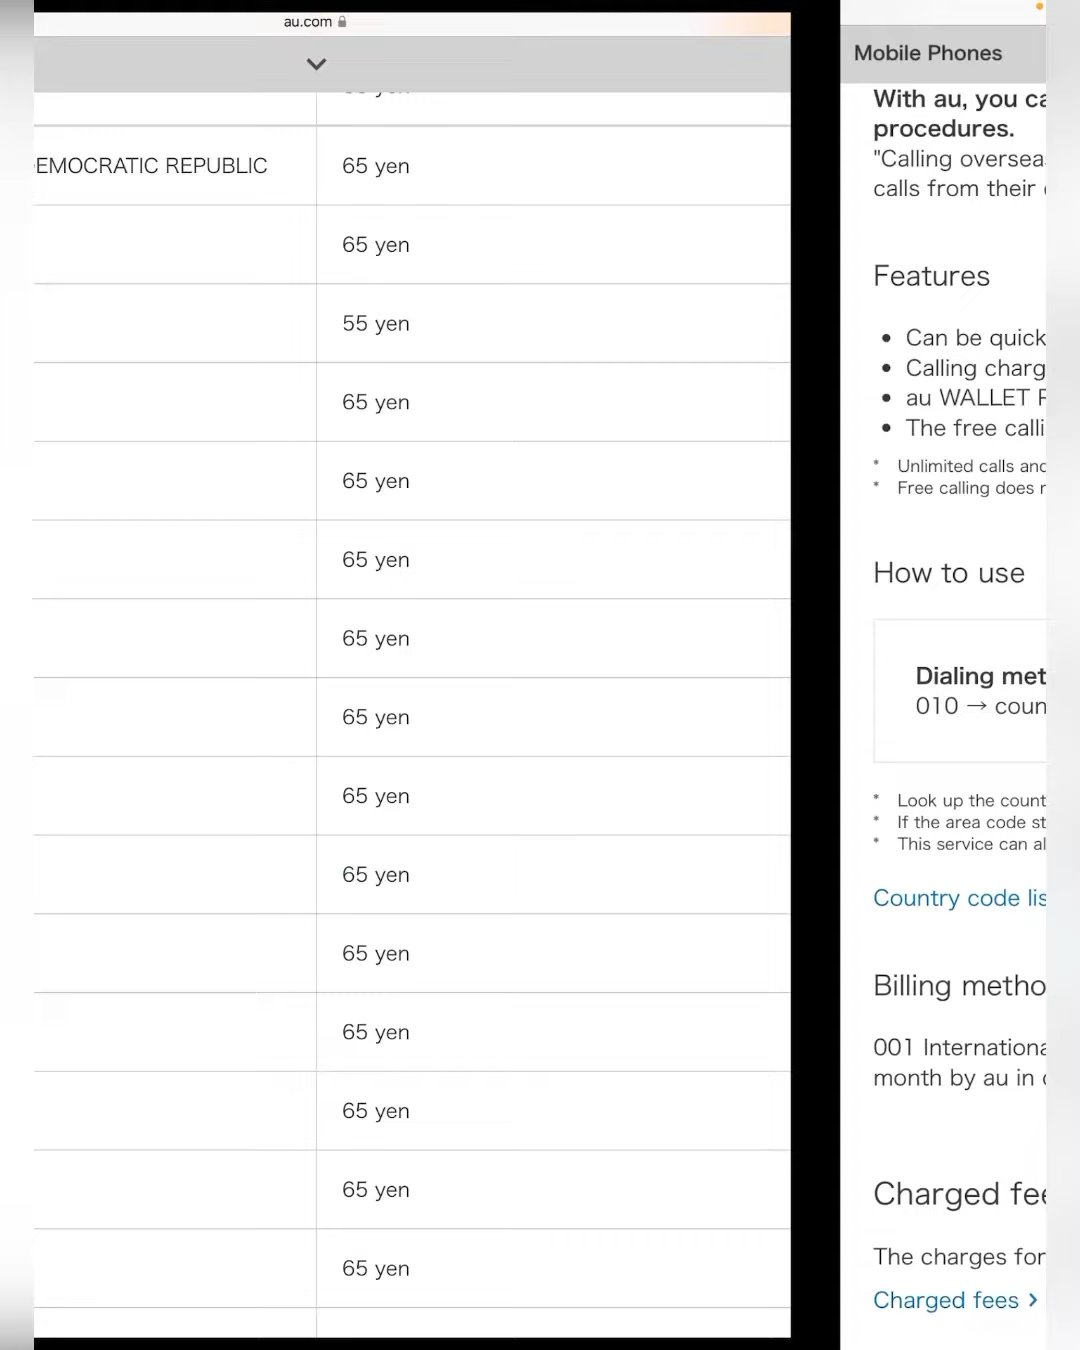 au.com
EMOCRATIC REPUBLIC
65 yen
65 yen
55 yen
65 yen
65 yen
65 yen
65 yen
65 yen
65 yen
65 yen
65 yen
65 yen
65 yen
65 yen
65 yen
Mobile Phones
With au, you ca
procedures.
"Calling oversea
calls from their
Features
• Can be quick
• Calling charg
• au WALLET P
• The free calli
* Unlimited calls and
* Free calling does
How to use
Dialing met
010 → coun
* Look up the count
* If the area code st
* This service can al
Country code lis
Billing metho
001 Internationa
month by au in
Charged fee
The charges for
Charged fees >